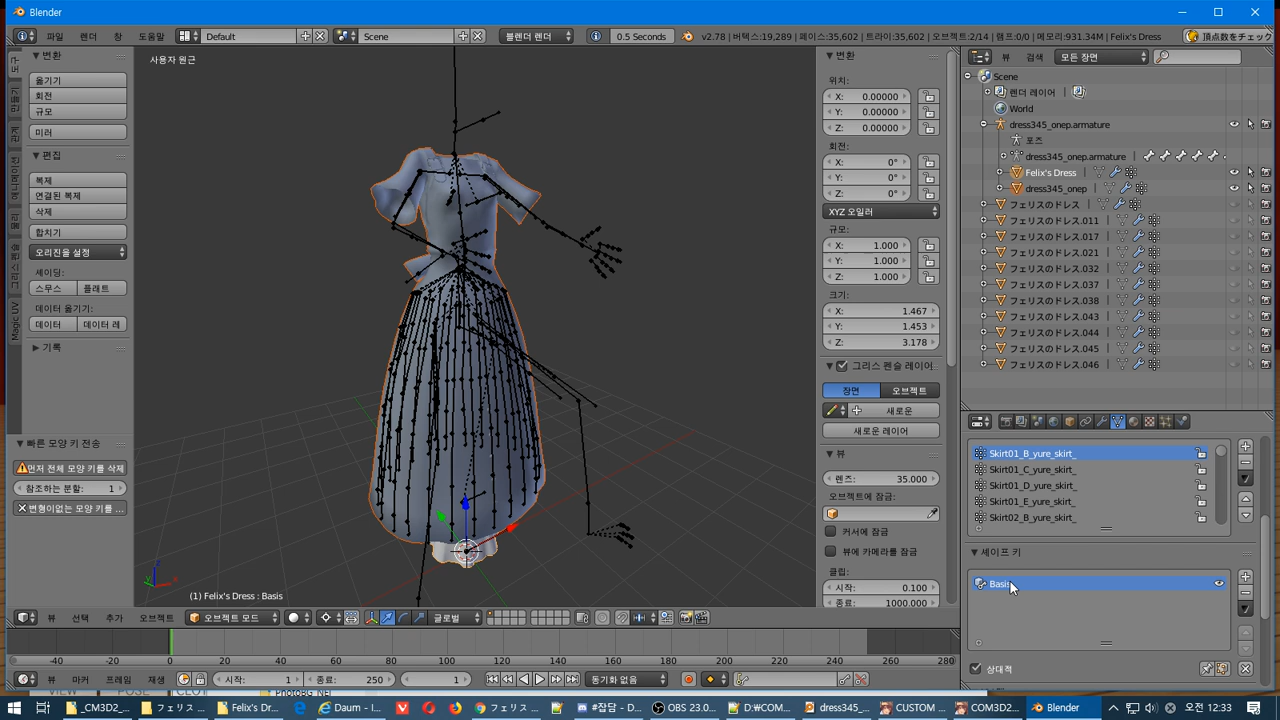 Blender
파일
렌더
창
도움말
Default
Scene
블렌더 렌더
0.5 Seconds
v2.78 | 버텍스:19,289 | 페이스:35,602 | 트라이:35,602 | 오브젝트:2/14 | 램프:0/0 | 메모리:931.34M | Felix's Dress
頂点数をチェック
변환
옮기기
회전
규모
미러
편집
복제
연결된 복제
삭제
합치기
오리진을 설정
셰이딩:
스무스
플래트
데이터 옮기기:
데이터
데이터 레
기록
Magic UV
사용자 원근
(1) Felix's Dress : Basis
변환
위치:
X: 0.00000
Y: 0.00000
Z: 0.00000
회전:
X: 0°
Y: 0°
Z: 0°
XYZ 오일러
규모:
X: 1.000
Y: 1.000
Z: 1.000
크기:
X: 1.467
Y: 1.453
Z: 3.178
그리스 펜슬 레이어
장면
오브젝트
새로운
새로운 레이어
뷰
렌즈: 35.000
오브젝트에 잠금:
커서에 잠금
뷰에 카메라를 잠금
클립:
시작: 0.100
종료: 1000.000
뷰
검색
모든 장면
Scene
렌더 레이어
World
dress345_onep.armature
포즈
dress345_onep.armature
Felix's Dress
dress345_onep
フェリスのドレス
フェリスのドレス.011
フェリスのドレス.017
フェリスのドレス.021
フェリスのドレス.032
フェリスのドレス.037
フェリスのドレス.038
フェリスのドレス.043
フェリスのドレス.044
フェリスのドレス.045
フェリスのドレス.046
Skirt01_B_yure_skirt_
Skirt01_C_yure_skirt_
Skirt01_D_yure_skirt_
Skirt01_E_yure_skirt_
Skirt02_B_yure_skirt_
셰이프 키
Basis
상대적
빠른 모양 키 전송
먼저 전체 모양 키를 삭제
참조하는 분할: 1
변형이없는 모양 키를 ...
뷰
선택
추가
오브젝트
오브젝트 모드
글로벌
-40 -20 0 20 40 60 80 100 120 140 160 180 200 220 240 260 280
뷰
마커
프레임
재생
시작: 1
종료: 250
1
동기화 없음
VIEW
POSE
PhotoBG_NEI
_CM3D2_...
フェリス ...
Felix's Dr...
Daum - I...
フェリス ...
#잡담 - D...
OBS 23.0...
D:₩COM...
dress345_...
CUSTOM ...
COM3D2...
Blender
오전 12:33